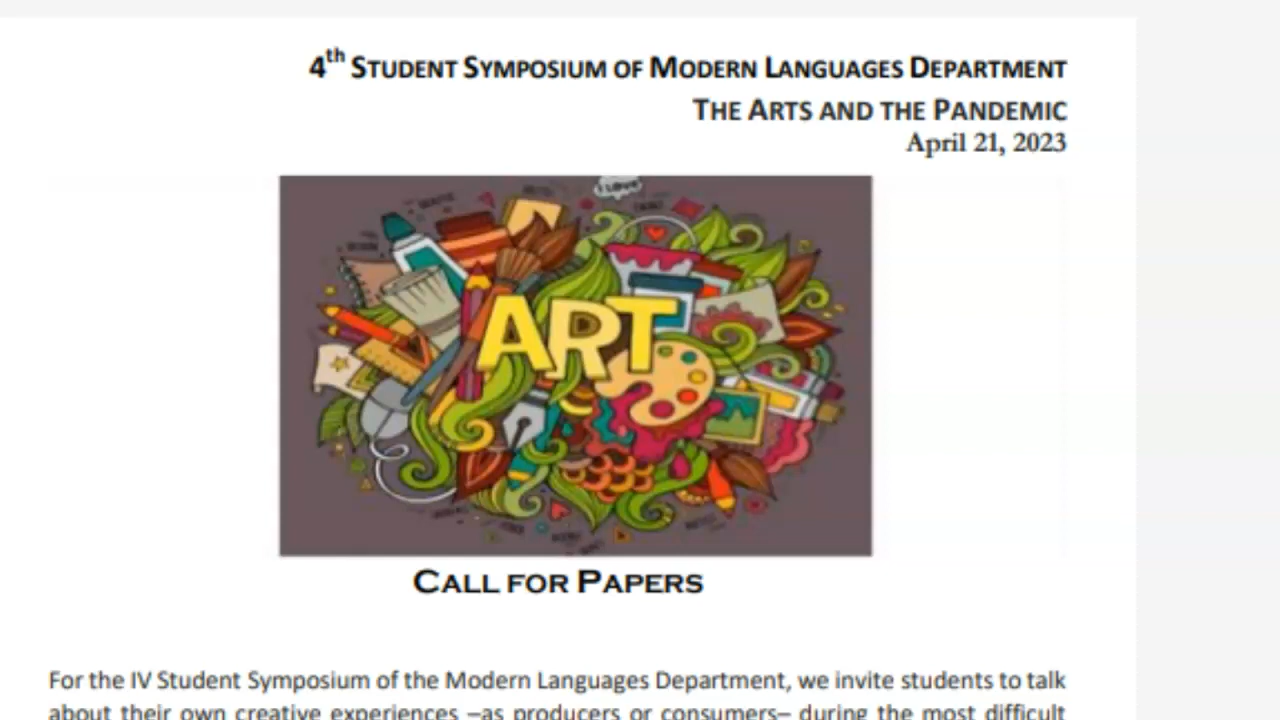 4th STUDENT SYMPOSIUM OF MODERN LANGUAGES DEPARTMENT
THE ARTS AND THE PANDEMIC
April 21, 2023
I LOVE
ART
CALL FOR PAPERS
For the IV Student Symposium of the Modern Languages Department, we invite students to talk
about their own creative experiences –as producers or consumers– during the most difficult